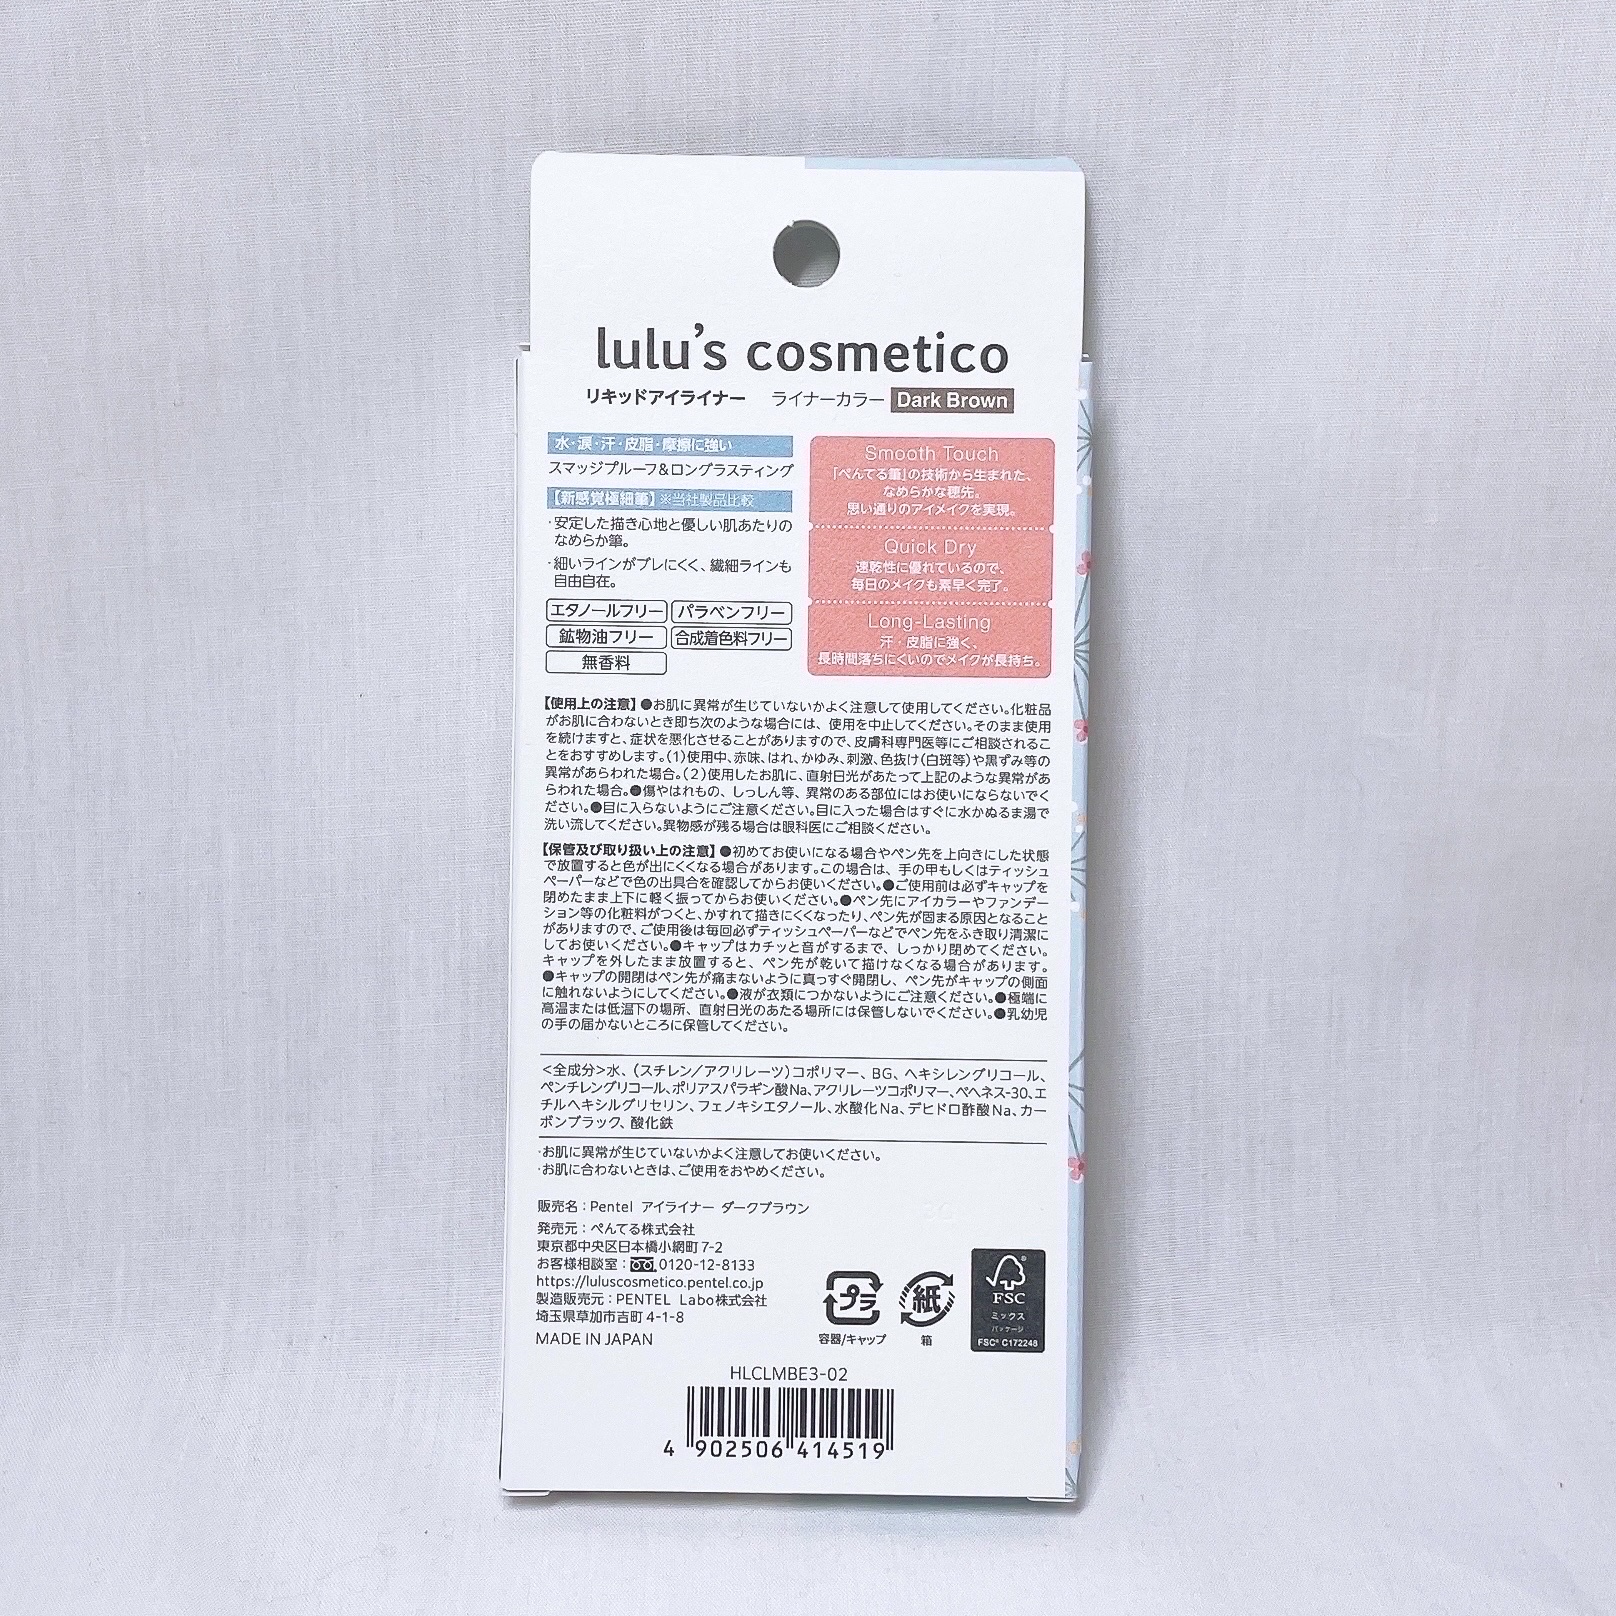 lulu's cosmetico
リキッドアイライナー ライナーカラー Dark Brown
水・涙・汗・皮脂・摩擦に強い
スマッジプルーフ&ロングラスティング
【新感覚極細筆】※当社製品比較
・安定した描き心地と優しい肌あたりの
なめらか筆。
・細いラインがブレにくく、繊細ラインも
自由自在。
エタノールフリー パラベンフリー
鉱物油フリー 合成着色料フリー
無香料
Smooth Touch
「ぺんてる筆」の技術から生まれた、
なめらかな穂先。
思い通りのアイメイクを実現。
Quick Dry
速乾性に優れているので、
毎日のメイクも素早く完了。
Long-Lasting
汗・皮脂に強く、
長時間落ちにくいのでメイクが長持ち。
【使用上の注意】●お肌に異常が生じていないかよく注意して使用してください。化粧品
がお肌に合わないとき即ち次のような場合には、使用を中止してください。そのまま使用
を続けますと、症状を悪化させることがありますので、皮膚科専門医等にご相談されるこ
とをおすすめします。(1)使用中、赤味、はれ、かゆみ、刺激、色抜け(白斑等)や黒ずみ等の
異常があらわれた場合。(2)使用したお肌に、直射日光があたって上記のような異常があ
らわれた場合。●傷やはれもの、しっしん等、異常のある部位にはお使いにならないでく
ださい。●目に入らないようにご注意ください。目に入った場合はすぐに水かぬるま湯で
洗い流してください。異物感が残る場合は眼科医にご相談ください。
【保管及び取り扱い上の注意】●初めてお使いになる場合やペン先を上向きにした状態
で放置すると色が出にくくなる場合があります。この場合は、手の甲もしくはティッシュ
ペーパーなどで色の出具合を確認してからお使いください。●ご使用前は必ずキャップを
閉めたまま上下に軽く振ってからお使いください。●ペン先にアイカラーやファンデー
ション等の化粧料がつくと、かすれて描きにくくなったり、ペン先が固まる原因となること
がありますので、ご使用後は毎回必ずティッシュペーパーなどでペン先をふき取り清潔に
してお使いください。●キャップはカチッと音がするまで、しっかり閉めてください。
キャップを外したまま放置すると、ペン先が乾いて描けなくなる場合があります。
●キャップの開閉はペン先が痛まないように真っすぐ開閉し、ペン先がキャップの側面
に触れないようにしてください。●液が衣類につかないようにご注意ください。●極端に
高温または低温下の場所、直射日光のあたる場所には保管しないでください。●乳幼児
の手の届かないところに保管してください。
<全成分>水、(スチレン/アクリレーツ)コポリマー、BG、ヘキシレングリコール、
ペンチレングリコール、ポリアスパラギン酸Na、アクリレーツコポリマー、ベヘネス-30、エ
チルヘキシルグリセリン、フェノキシエタノール、水酸化Na、デヒドロ酢酸Na、カー
ボンブラック、酸化鉄
・お肌に異常が生じていないかよく注意してお使いください。
・お肌に合わないときは、ご使用をおやめください。
販売名:Pentel アイライナー ダークブラウン
発売元:ぺんてる株式会社
東京都中央区日本橋小網町7-2
お客様相談室:0120-12-8133
https://luluscosmetico.pentel.co.jp
製造販売元:PENTEL Labo株式会社
埼玉県草加市吉町4-1-8
MADE IN JAPAN
プラ
容器/キャップ
紙
箱
FSC
ミックス
パッケージ
FSC® C172248
HLCLMBE3-02
4 902506 414519